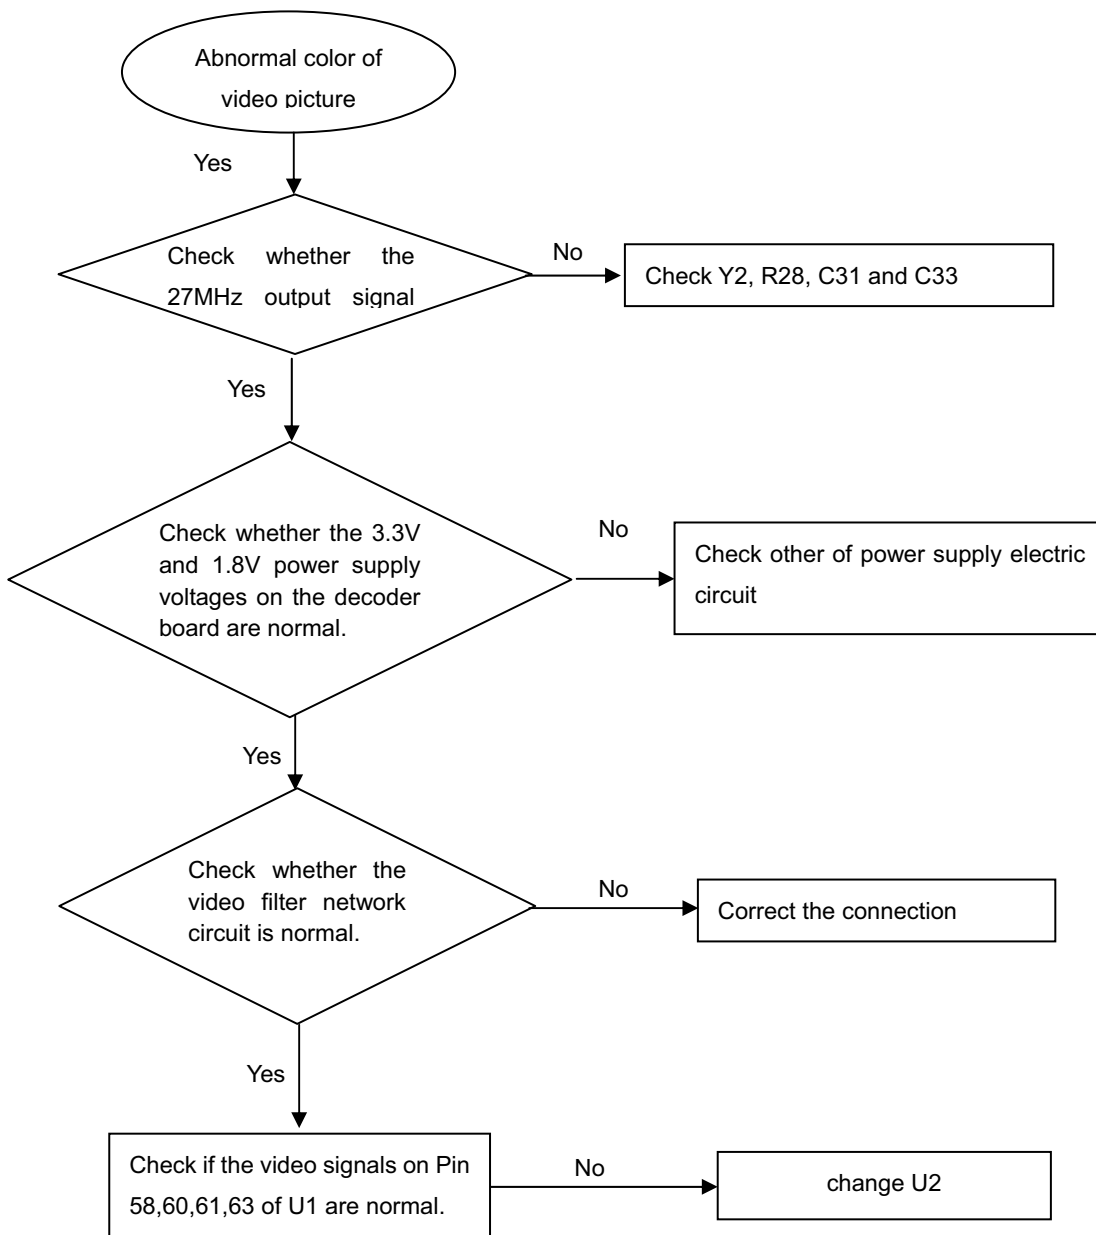 Abnormal color of
video picture
Yes
Check whether the
27MHz output signal
No
Check Y2, R28, C31 and C33
Yes
Check whether the 3.3V
and 1.8V power supply
voltages on the decoder
board are normal.
No
Check other of power supply electric
circuit
Yes
Check whether the
video filter network
circuit is normal.
No
Correct the connection
Yes
Check if the video signals on Pin
58,60,61,63 of U1 are normal.
No
change U2